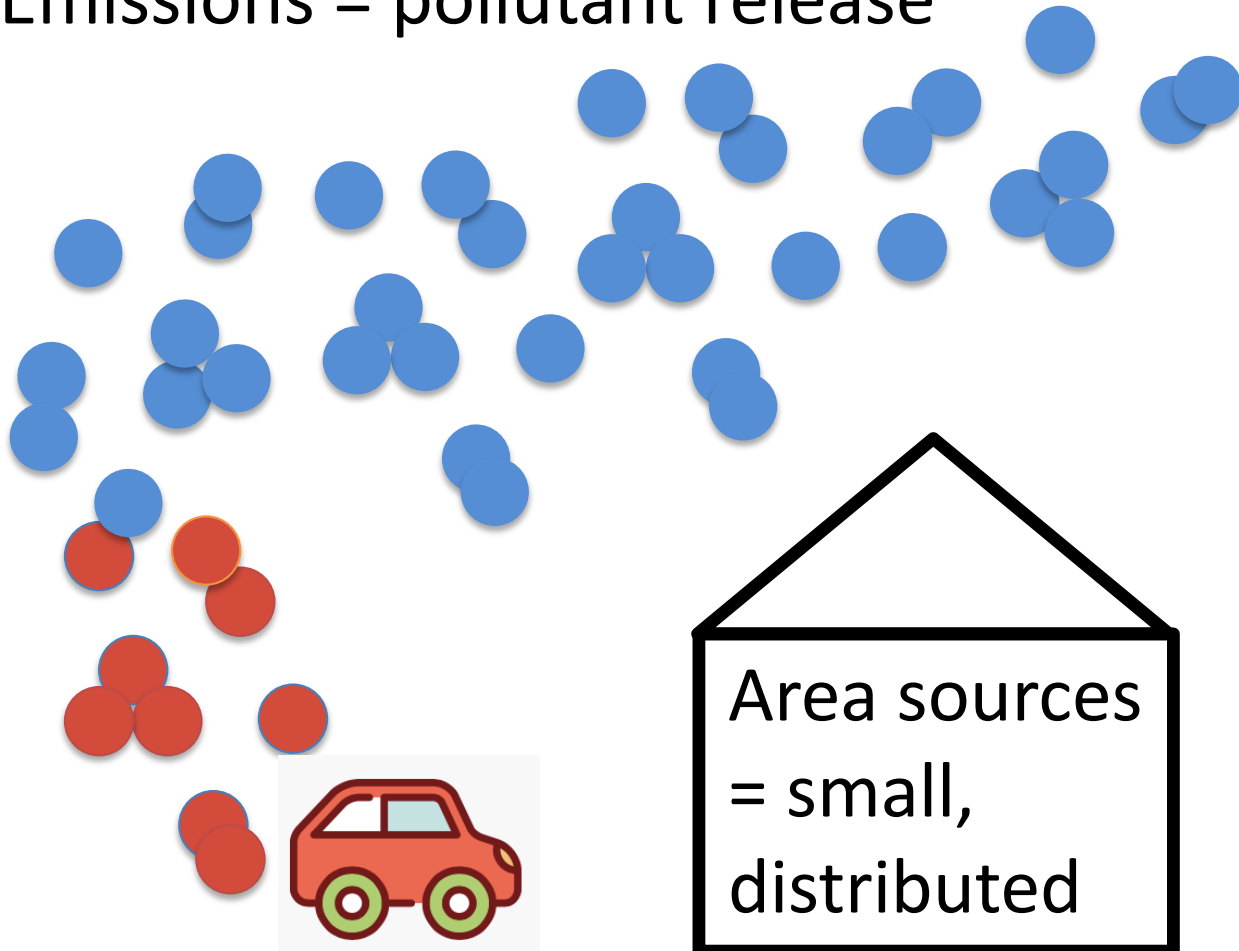 Emissions = pollutant release
Area sources
= small,
distributed